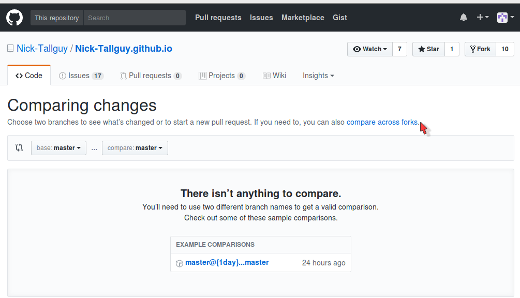 This repository Search Pull requests Issues Marketplace Gist
Nick-Tallguy / Nick-Tallguy.github.io Watch 7 Star 1 Fork 10
Code Issues 17 Pull requests 0 Projects 0 Wiki Insights
Comparing changes
Choose two branches to see what's changed or to start a new pull request. If you need to, you can also compare across forks.
base: master ... compare: master
There isn't anything to compare.
You'll need to use two different branch names to get a valid comparison.
Check out some of these sample comparisons.
EXAMPLE COMPARISONS
master@{1day}...master 24 hours ago